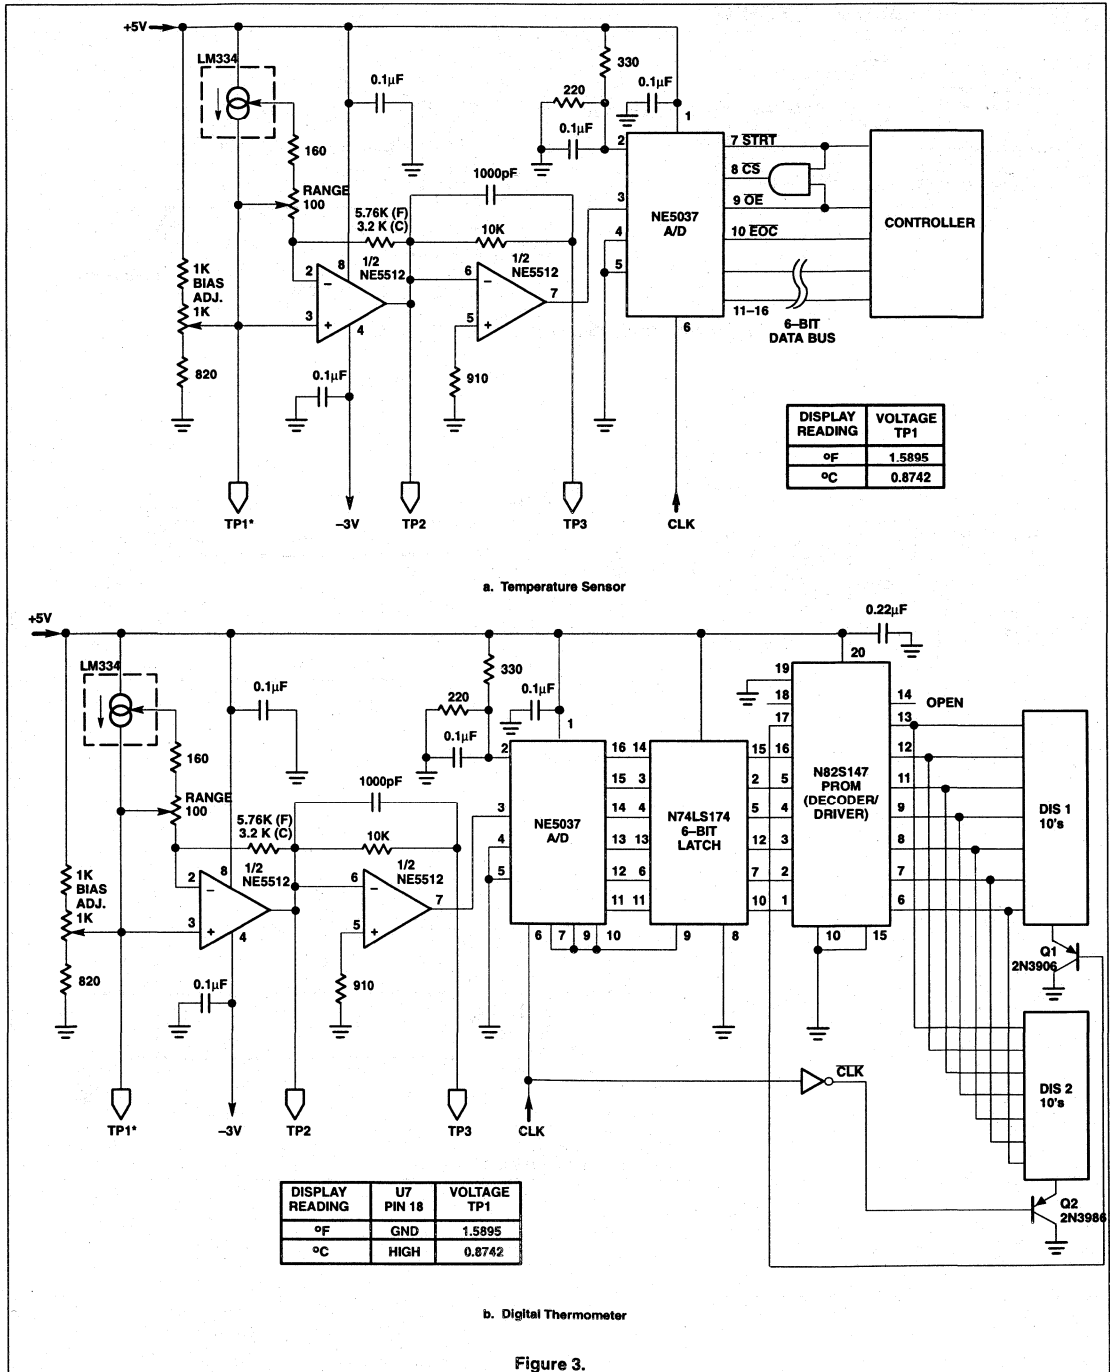 +5V
LM334
160
RANGE
100
0.1µF
1K
BIAS
ADJ.
1K
820
5.76K (F)
3.2 K (C)
1/2
NE5512
2
3
8
4
0.1µF
1000pF
10K
1/2
NE5512
6
5
7
910
330
220
0.1µF
0.1µF
1
2
3
4
5
6
NE5037
A/D
7 STRT
8 CS
9 OE
10 EOC
11–16
6–BIT
DATA BUS
CONTROLLER
DISPLAY READING VOLTAGE TP1
ºF 1.5895
ºC 0.8742
TP1*
–3V
TP2
TP3
CLK
a. Temperature Sensor
+5V
LM334
160
RANGE
100
0.1µF
1K
BIAS
ADJ.
1K
820
5.76K (F)
3.2 K (C)
1/2
NE5512
2
3
8
4
0.1µF
1000pF
10K
1/2
NE5512
6
5
7
910
330
220
0.1µF
0.1µF
1
2
3
4
5
NE5037
A/D
16 14
15 3
14 4
13 13
12 6
11 11
6 7 9 10
N74LS174
6–BIT
LATCH
9
8
15 16
2 5
5 4
12 3
7 2
10 1
0.22µF
20
19
18
17
N82S147
PROM
(DECODER/
DRIVER)
14 OPEN
13
12
11
9
8
7
6
10
15
DIS 1
10's
Q1
2N3906
DIS 2
10's
Q2
2N3986
CLK
TP1*
–3V
TP2
TP3
CLK
DISPLAY READING U7 PIN 18 VOLTAGE TP1
ºF GND 1.5895
ºC HIGH 0.8742
b. Digital Thermometer
Figure 3.